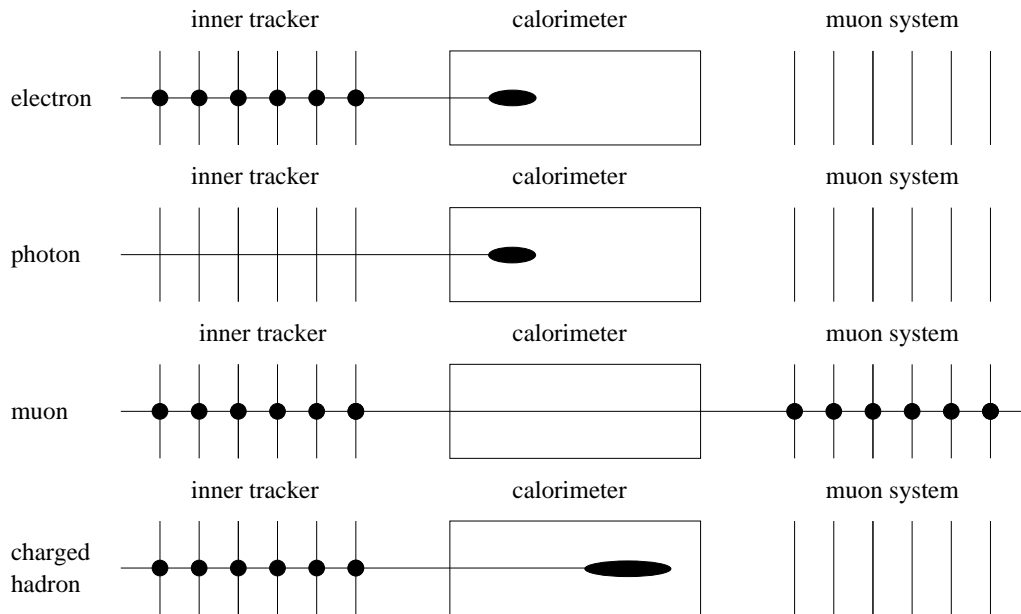 inner tracker calorimeter muon system
electron
inner tracker calorimeter muon system
photon
inner tracker calorimeter muon system
muon
inner tracker calorimeter muon system
charged
hadron